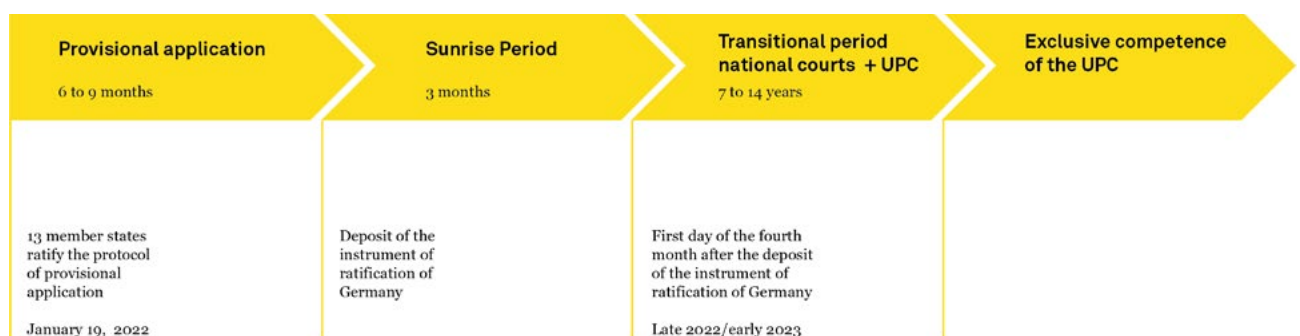 Provisional application
6 to 9 months
Sunrise Period
3 months
Transitional period
national courts + UPC
7 to 14 years
Exclusive competence
of the UPC
13 member states
ratify the protocol
of provisional
application
January 19, 2022
Deposit of the
instrument of
ratification of
Germany
First day of the fourth
month after the deposit
of the instrument of
ratification of Germany
Late 2022/early 2023